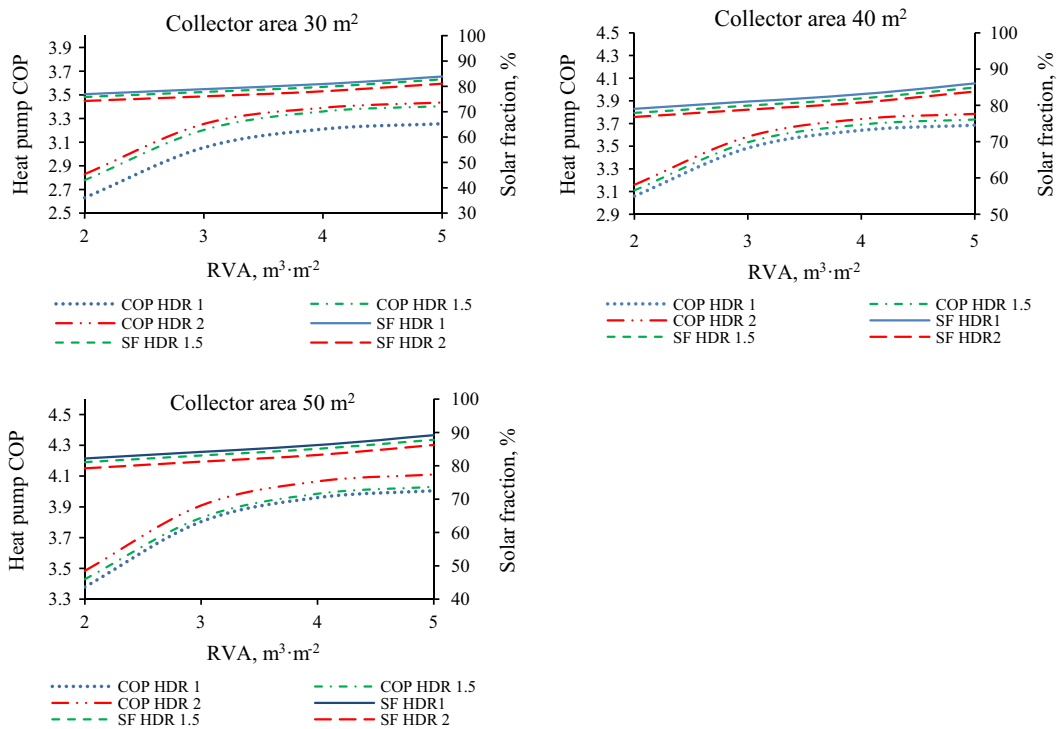 Collector area 30 m²
Heat pump COP
3.9
3.7
3.5
3.3
3.1
2.9
2.7
2.5
100
90
80
70
60
50
40
30
Solar fraction, %
2 3 4 5
RVA, m³·m⁻²
COP HDR 1 COP HDR 1.5
COP HDR 2 SF HDR 1
SF HDR 1.5 SF HDR 2
Collector area 40 m²
Heat pump COP
4.5
4.3
4.1
3.9
3.7
3.5
3.3
3.1
2.9
100
90
80
70
60
50
Solar fraction, %
2 3 4 5
RVA, m³·m⁻²
COP HDR 1 COP HDR 1.5
COP HDR 2 SF HDR1
SF HDR 1.5 SF HDR2
Collector area 50 m²
Heat pump COP
4.5
4.3
4.1
3.9
3.7
3.5
3.3
100
90
80
70
60
50
40
Solar fraction, %
2 3 4 5
RVA, m³·m⁻²
COP HDR 1 COP HDR 1.5
COP HDR 2 SF HDR1
SF HDR 1.5 SF HDR 2